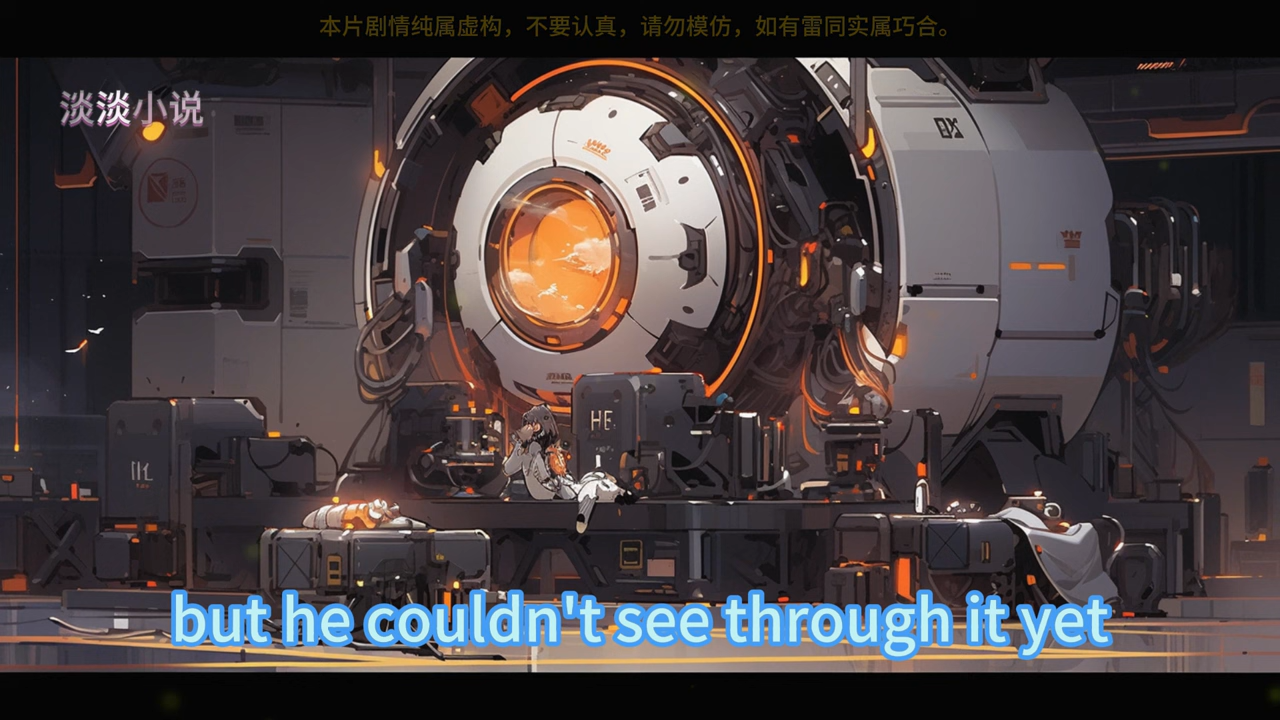 本片剧情纯属虚构，不要认真，请勿模仿，如有雷同实属巧合。
淡淡小说
HE
but he couldn't see through it yet